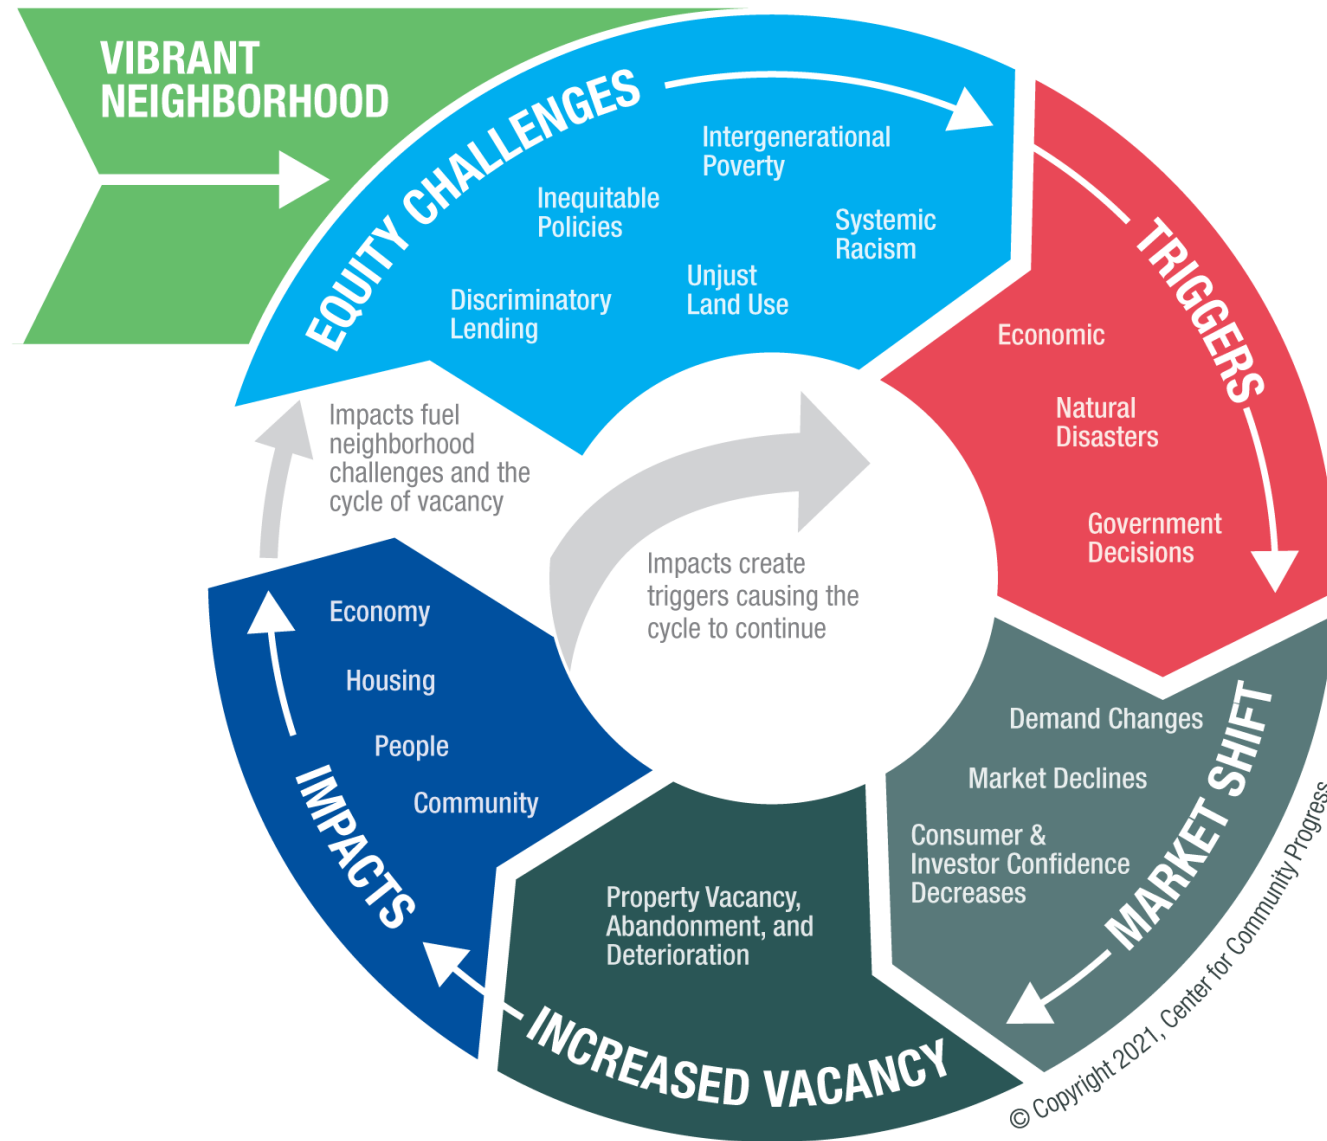 VIBRANT
NEIGHBORHOOD
EQUITY CHALLENGES
Intergenerational
Poverty
Inequitable
Policies
Systemic
Racism
Unjust
Land Use
Discriminatory
Lending
TRIGGERS
Economic
Natural
Disasters
Government
Decisions
MARKET SHIFT
Demand Changes
Market Declines
Consumer &
Investor Confidence
Decreases
INCREASED VACANCY
Property Vacancy,
Abandonment, and
Deterioration
IMPACTS
Economy
Housing
People
Community
Impacts fuel
neighborhood
challenges and the
cycle of vacancy
Impacts create
triggers causing the
cycle to continue
© Copyright 2021, Center for Community Progress